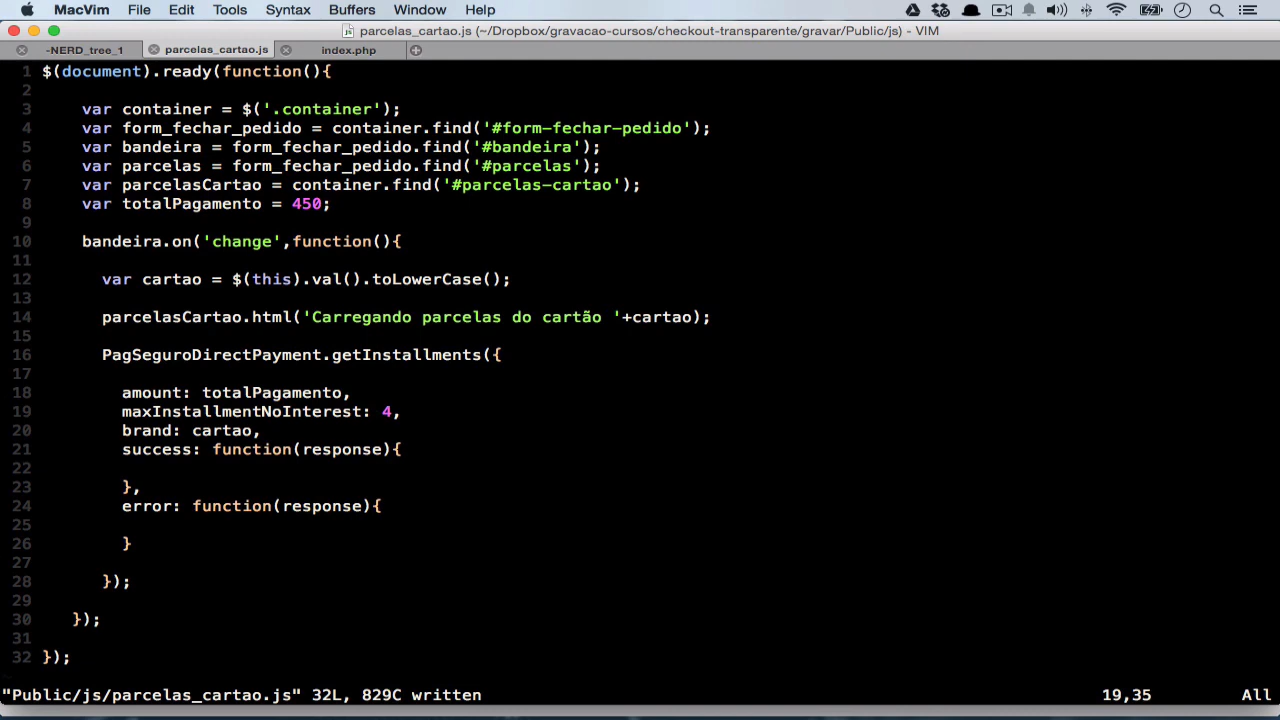 MacVim File Edit Tools Syntax Buffers Window Help
parcelas_cartao.js (~/Dropbox/gravacao-cursos/checkout-transparente/gravar/Public/js) - VIM
-NERD_tree_1 parcelas_cartao.js index.php
1 $(document).ready(function(){
2
3 var container = $('.container');
4 var form_fechar_pedido = container.find('#form-fechar-pedido');
5 var bandeira = form_fechar_pedido.find('#bandeira');
6 var parcelas = form_fechar_pedido.find('#parcelas');
7 var parcelasCartao = container.find('#parcelas-cartao');
8 var totalPagamento = 450;
9
10 bandeira.on('change',function(){
11
12 var cartao = $(this).val().toLowerCase();
13
14 parcelasCartao.html('Carregando parcelas do cartão '+cartao);
15
16 PagSeguroDirectPayment.getInstallments({
17
18 amount: totalPagamento,
19 maxInstallmentNoInterest: 4,
20 brand: cartao,
21 success: function(response){
22
23 },
24 error: function(response){
25
26 }
27
28 });
29
30 });
31
32 });
"Public/js/parcelas_cartao.js" 32L, 829C written 19,35 All